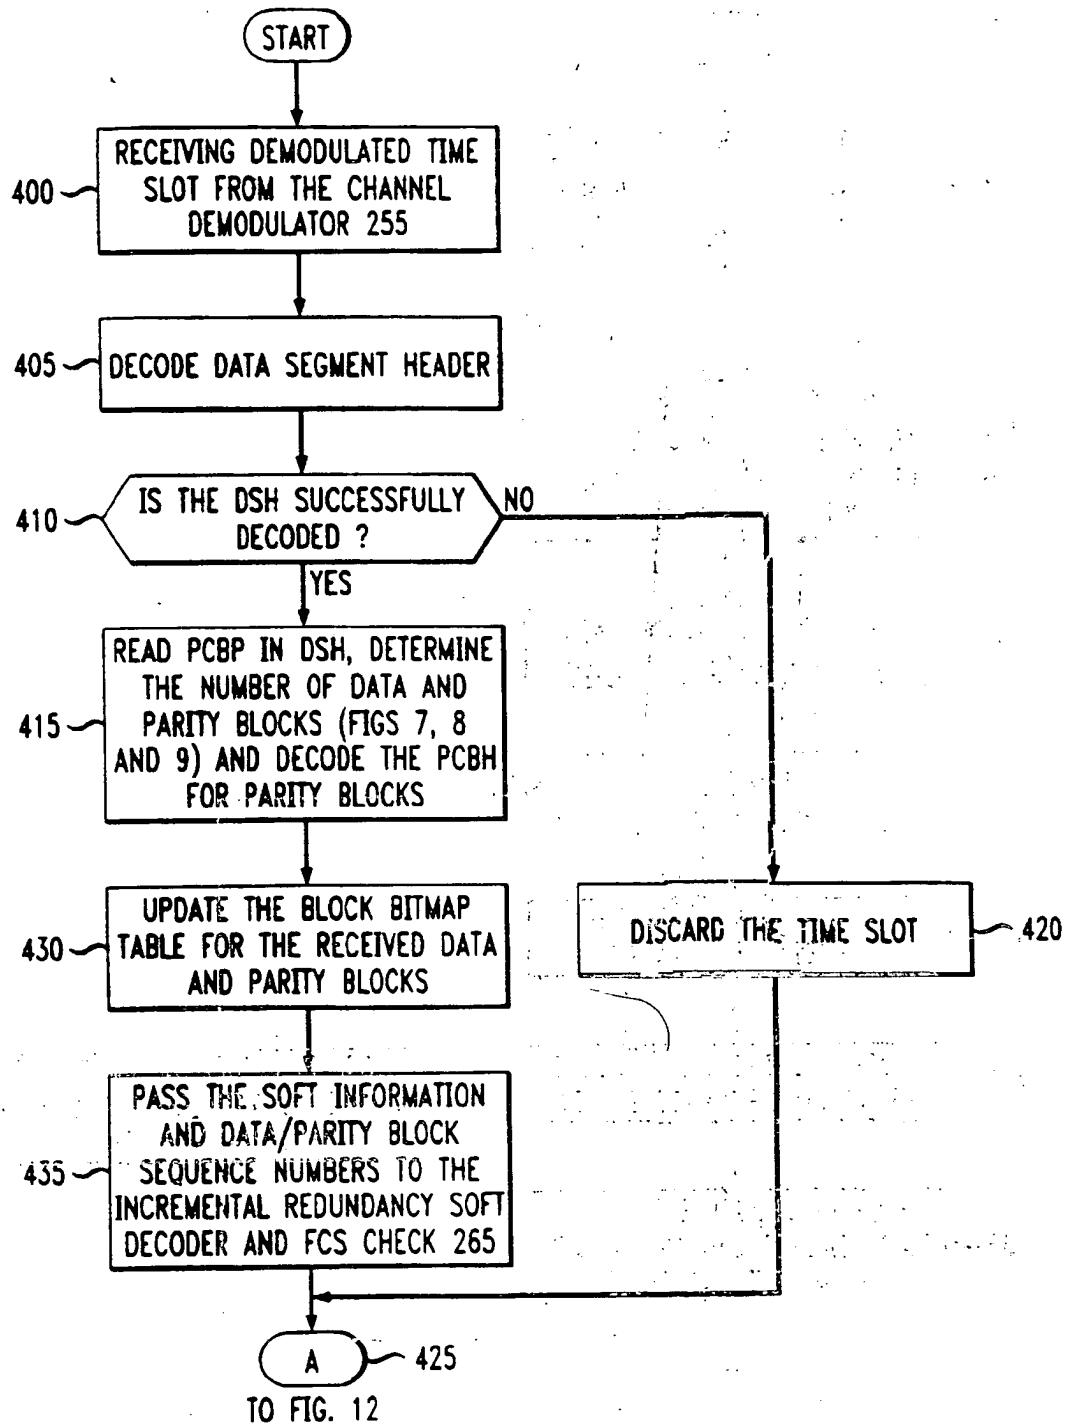 START
RECEIVING DEMODULATED TIME
SLOT FROM THE CHANNEL
DEMODULATOR 255
400
DECODE DATA SEGMENT HEADER
405
IS THE DSH SUCCESSFULLY
DECODED ?
410
NO
YES
READ PCBP IN DSH, DETERMINE
THE NUMBER OF DATA AND
PARITY BLOCKS (FIGS 7, 8
AND 9) AND DECODE THE PCBH
FOR PARITY BLOCKS
415
UPDATE THE BLOCK BITMAP
TABLE FOR THE RECEIVED DATA
AND PARITY BLOCKS
430
DISCARD THE TIME SLOT
420
PASS THE SOFT INFORMATION
AND DATA/PARITY BLOCK
SEQUENCE NUMBERS TO THE
INCREMENTAL REDUNDANCY SOFT
DECODER AND FCS CHECK 265
435
A
425
TO FIG. 12